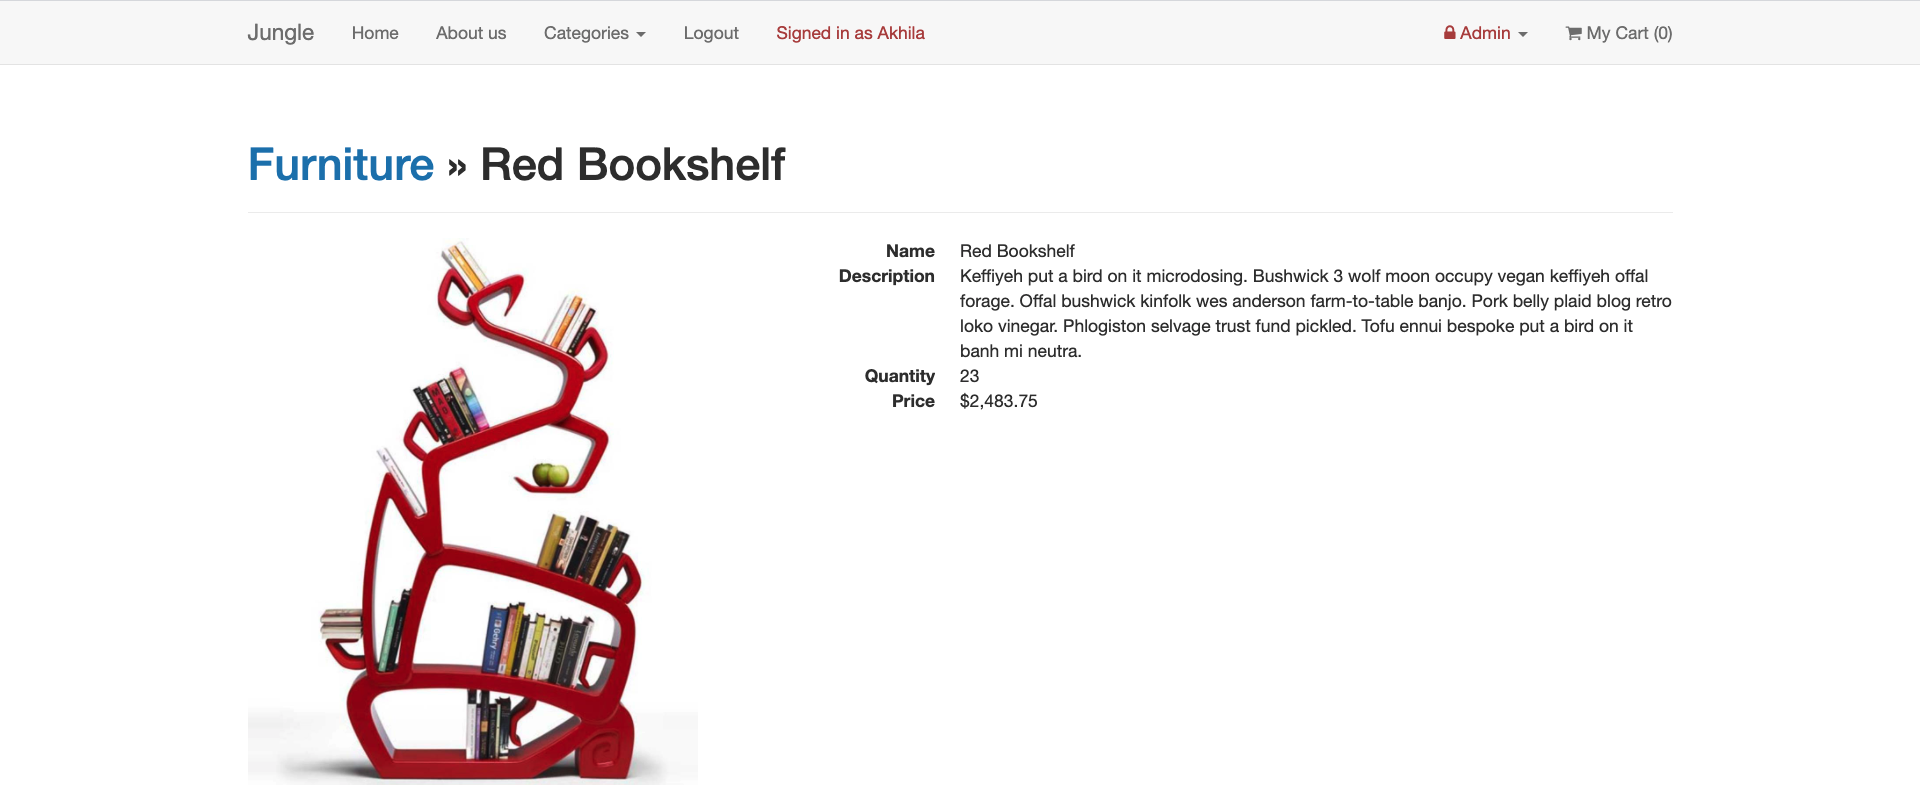 Jungle Home About us Categories Logout Signed in as Akhila Admin My Cart (0)
Furniture » Red Bookshelf
Name Red Bookshelf
Description Keffiyeh put a bird on it microdosing. Bushwick 3 wolf moon occupy vegan keffiyeh offal
forage. Offal bushwick kinfolk wes anderson farm-to-table banjo. Pork belly plaid blog retro
loko vinegar. Phlogiston selvage trust fund pickled. Tofu ennui bespoke put a bird on it
banh mi neutra.
Quantity 23
Price $2,483.75
Gehry